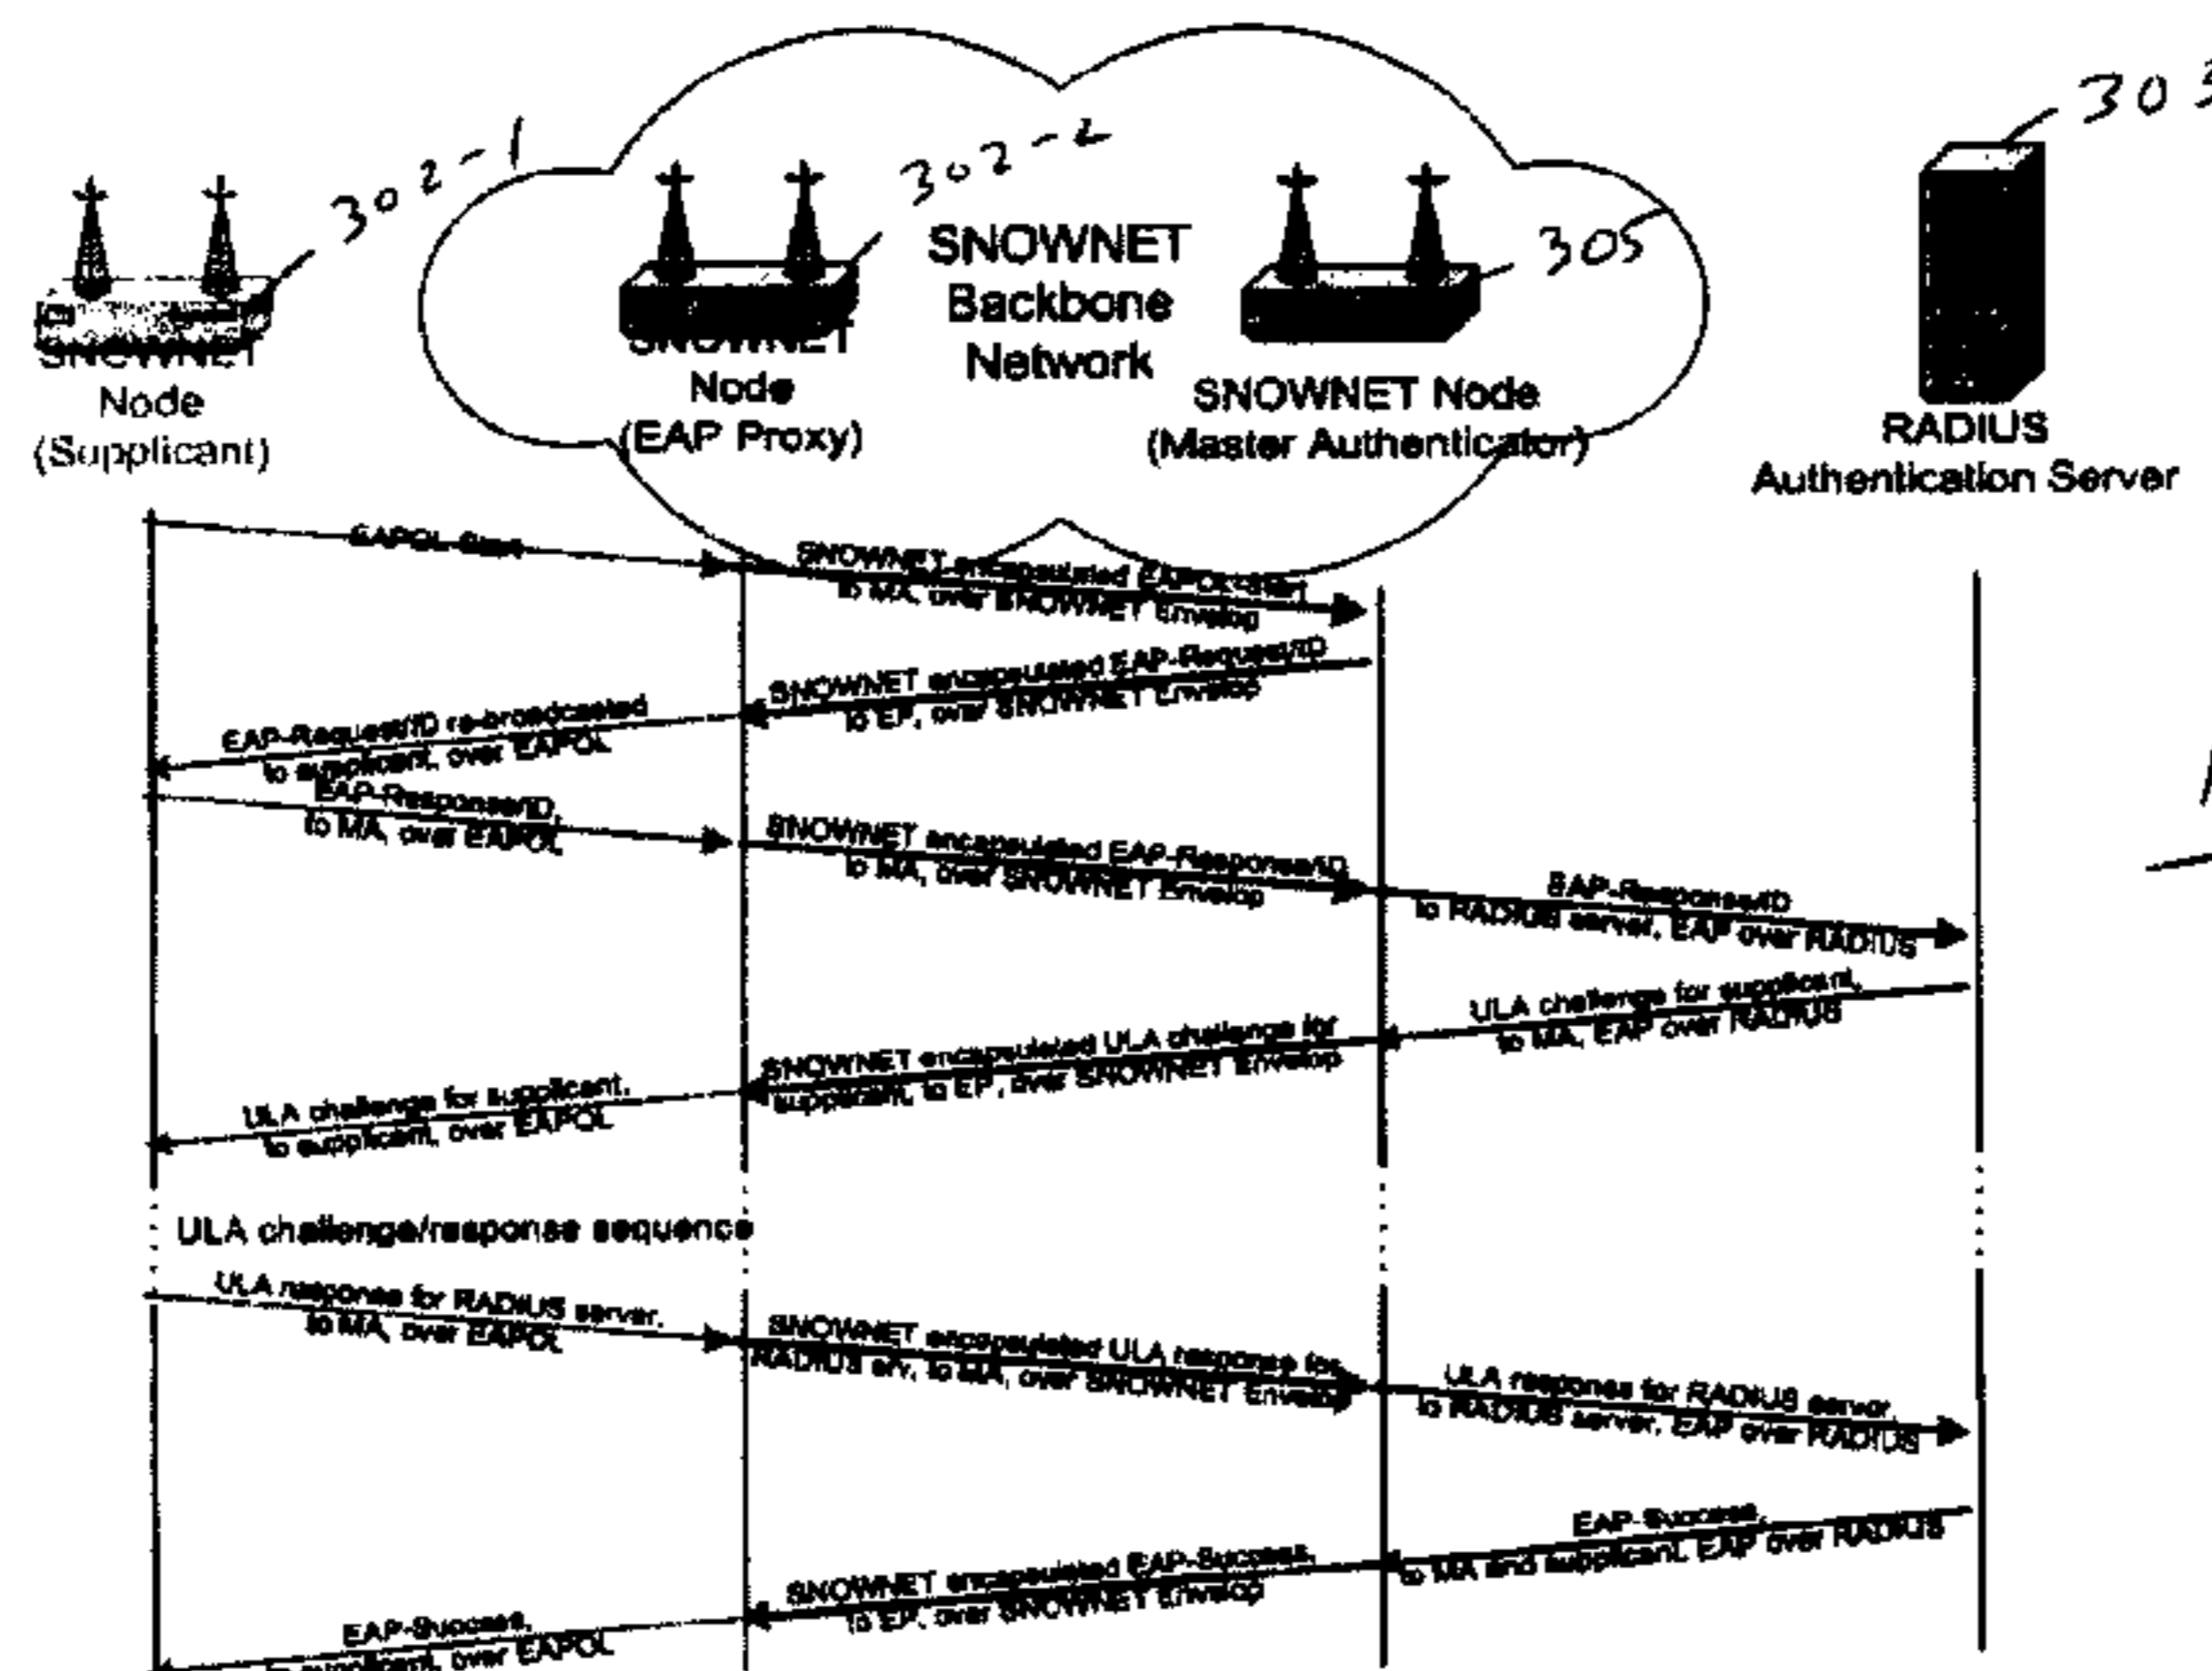 302-1
302-2
305
303
SNOWNET
Node
(Supplicant)
SNOWNET
Node
(EAP Proxy)
SNOWNET
Backbone
Network
SNOWNET Node
(Master Authenticator)
RADIUS
Authentication Server
EAPOL-Start
SNOWNET encapsulated EAPOL-Start
to MA, over SNOWNET Envelop
SNOWNET encapsulated EAP-Request/ID
to EP, over SNOWNET Envelop
EAP-Request/ID re-broadcasted
to supplicant, over EAPOL
EAP-Response/ID,
to MA, over EAPOL
SNOWNET encapsulated EAP-Response/ID
to MA, over SNOWNET Envelop
EAP-Response/ID
to RADIUS server, EAP over RADIUS
ULA challenge for supplicant,
to MA, EAP over RADIUS
SNOWNET encapsulated ULA challenge for
supplicant, to EP, over SNOWNET Envelop
ULA challenge for supplicant,
to supplicant, over EAPOL
ULA challenge/response sequence
ULA response for RADIUS server,
to MA, over EAPOL
SNOWNET encapsulated ULA response for
RADIUS srv, to MA, over SNOWNET Envelop
ULA response for RADIUS server
to RADIUS server, EAP over RADIUS
EAP-Success,
to MA and supplicant, EAP over RADIUS
SNOWNET encapsulated EAP-Success,
to EP, over SNOWNET Envelop
EAP-Success,
to supplicant, over EAPOL